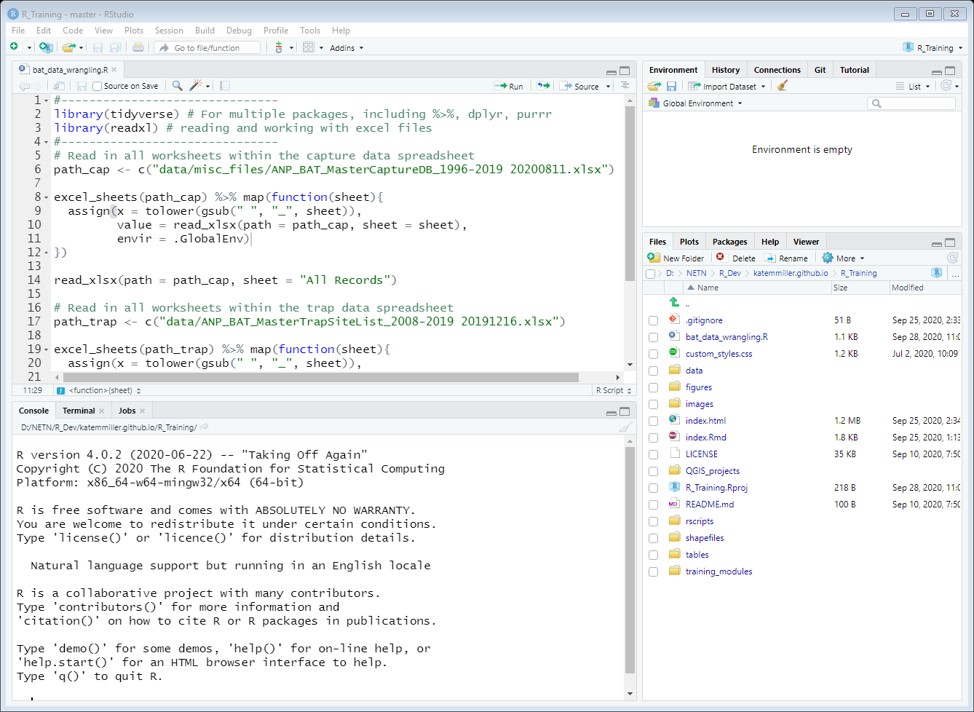 R_Training - master - RStudio
File Edit Code View Plots Session Build Debug Profile Tools Help
Go to file/function Addins R_Training
bat_data_wrangling.R
Source on Save Run Source
1 #-------------------------------
2 library(tidyverse) # For multiple packages, including %>%, dplyr, purrr
3 library(readxl) # reading and working with excel files
4 #-------------------------------
5 # Read in all worksheets within the capture data spreadsheet
6 path_cap <- c("data/misc_files/ANP_BAT_MasterCaptureDB_1996-2019 20200811.xlsx")
7
8 excel_sheets(path_cap) %>% map(function(sheet){
9 assign(x = tolower(gsub(" ", "_", sheet)),
10 value = read_xlsx(path = path_cap, sheet = sheet),
11 envir = .GlobalEnv)
12 })
13
14 read_xlsx(path = path_cap, sheet = "All Records")
15
16 # Read in all worksheets within the trap data spreadsheet
17 path_trap <- c("data/ANP_BAT_MasterTrapSiteList_2008-2019 20191216.xlsx")
18
19 excel_sheets(path_trap) %>% map(function(sheet){
20 assign(x = tolower(gsub(" ", "_", sheet)),
21
11:29 <function>(sheet) R Script
Console Terminal Jobs
D:/NETN/R_Dev/katemmiller.github.io/R_Training/
R version 4.0.2 (2020-06-22) -- "Taking Off Again"
Copyright (C) 2020 The R Foundation for Statistical Computing
Platform: x86_64-w64-mingw32/x64 (64-bit)
R is free software and comes with ABSOLUTELY NO WARRANTY.
You are welcome to redistribute it under certain conditions.
Type 'license()' or 'licence()' for distribution details.
Natural language support but running in an English locale
R is a collaborative project with many contributors.
Type 'contributors()' for more information and
'citation()' on how to cite R or R packages in publications.
Type 'demo()' for some demos, 'help()' for on-line help, or
'help.start()' for an HTML browser interface to help.
Type 'q()' to quit R.
Environment History Connections Git Tutorial
Import Dataset List
Global Environment
Environment is empty
Files Plots Packages Help Viewer
New Folder Delete Rename More
D: NETN R_Dev katemmiller.github.io R_Training ...
Name Size Modified
..
.gitignore 51 B Sep 25, 2020, 2:33
bat_data_wrangling.R 1.1 KB Sep 28, 2020, 11:0
custom_styles.css 1.2 KB Jul 2, 2020, 10:09
data
figures
images
index.html 1.2 MB Sep 25, 2020, 2:34
index.Rmd 1.8 KB Sep 25, 2020, 1:13
LICENSE 35 KB Sep 10, 2020, 7:50
QGIS_projects
R_Training.Rproj 218 B Sep 28, 2020, 11:0
README.md 100 B Sep 10, 2020, 7:50
rscripts
shapefiles
tables
training_modules